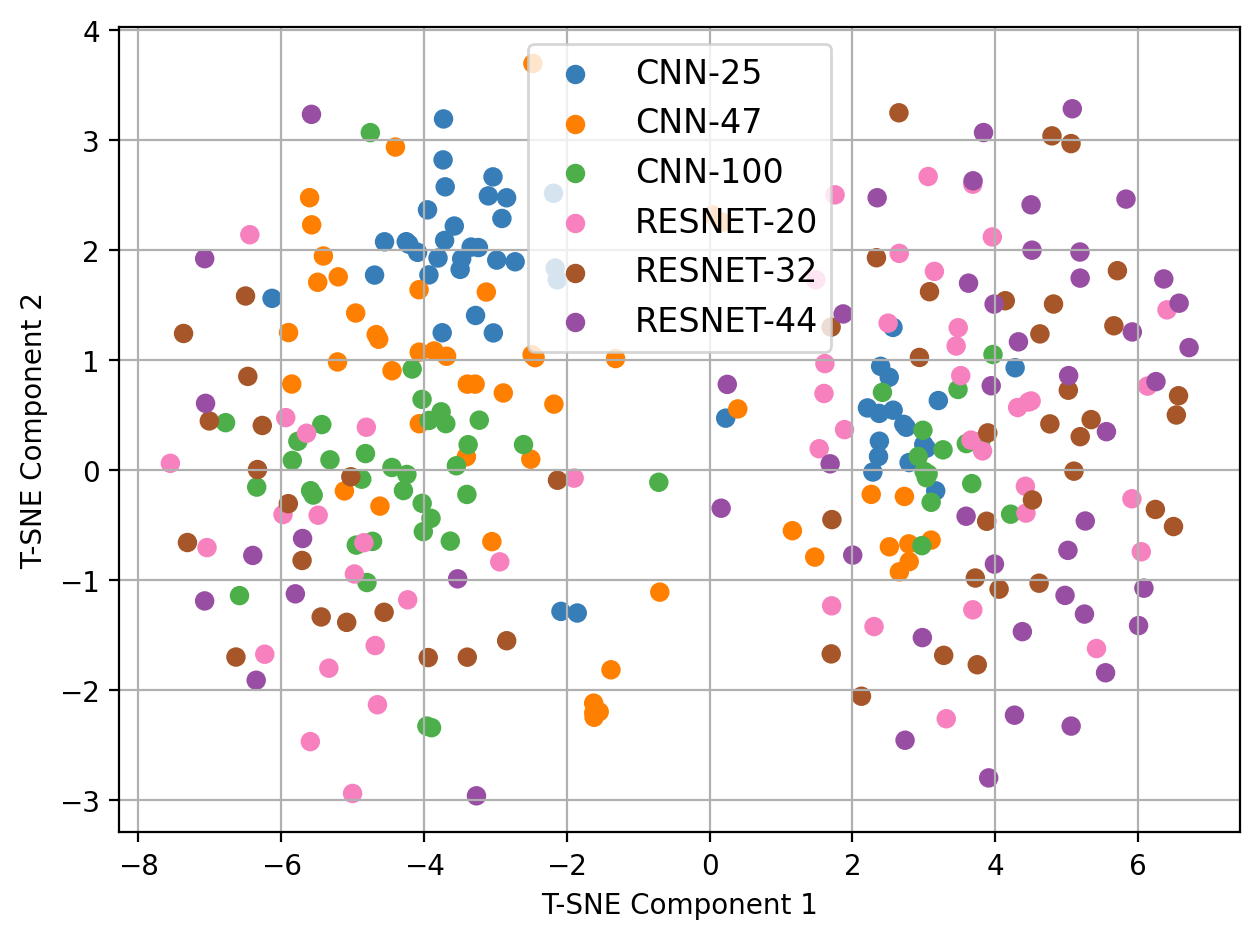 4
3
2
1
0
−1
−2
−3
T-SNE Component 2
CNN-25
CNN-47
CNN-100
RESNET-20
RESNET-32
RESNET-44
−8 −6 −4 −2 0 2 4 6
T-SNE Component 1